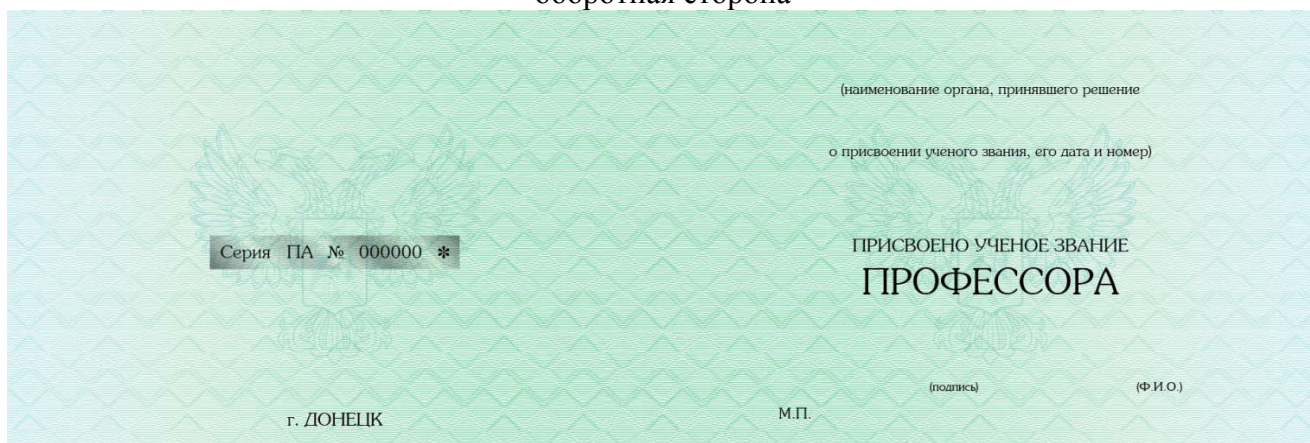 оборотная сторона
(наименование органа, принявшего решение
о присвоении ученого звания, его дата и номер)
Серия ПА № 000000 *
ПРИСВОЕНО УЧЕНОЕ ЗВАНИЕ
ПРОФЕССОРА
(подпись) (Ф.И.О.)
г. ДОНЕЦК
М.П.